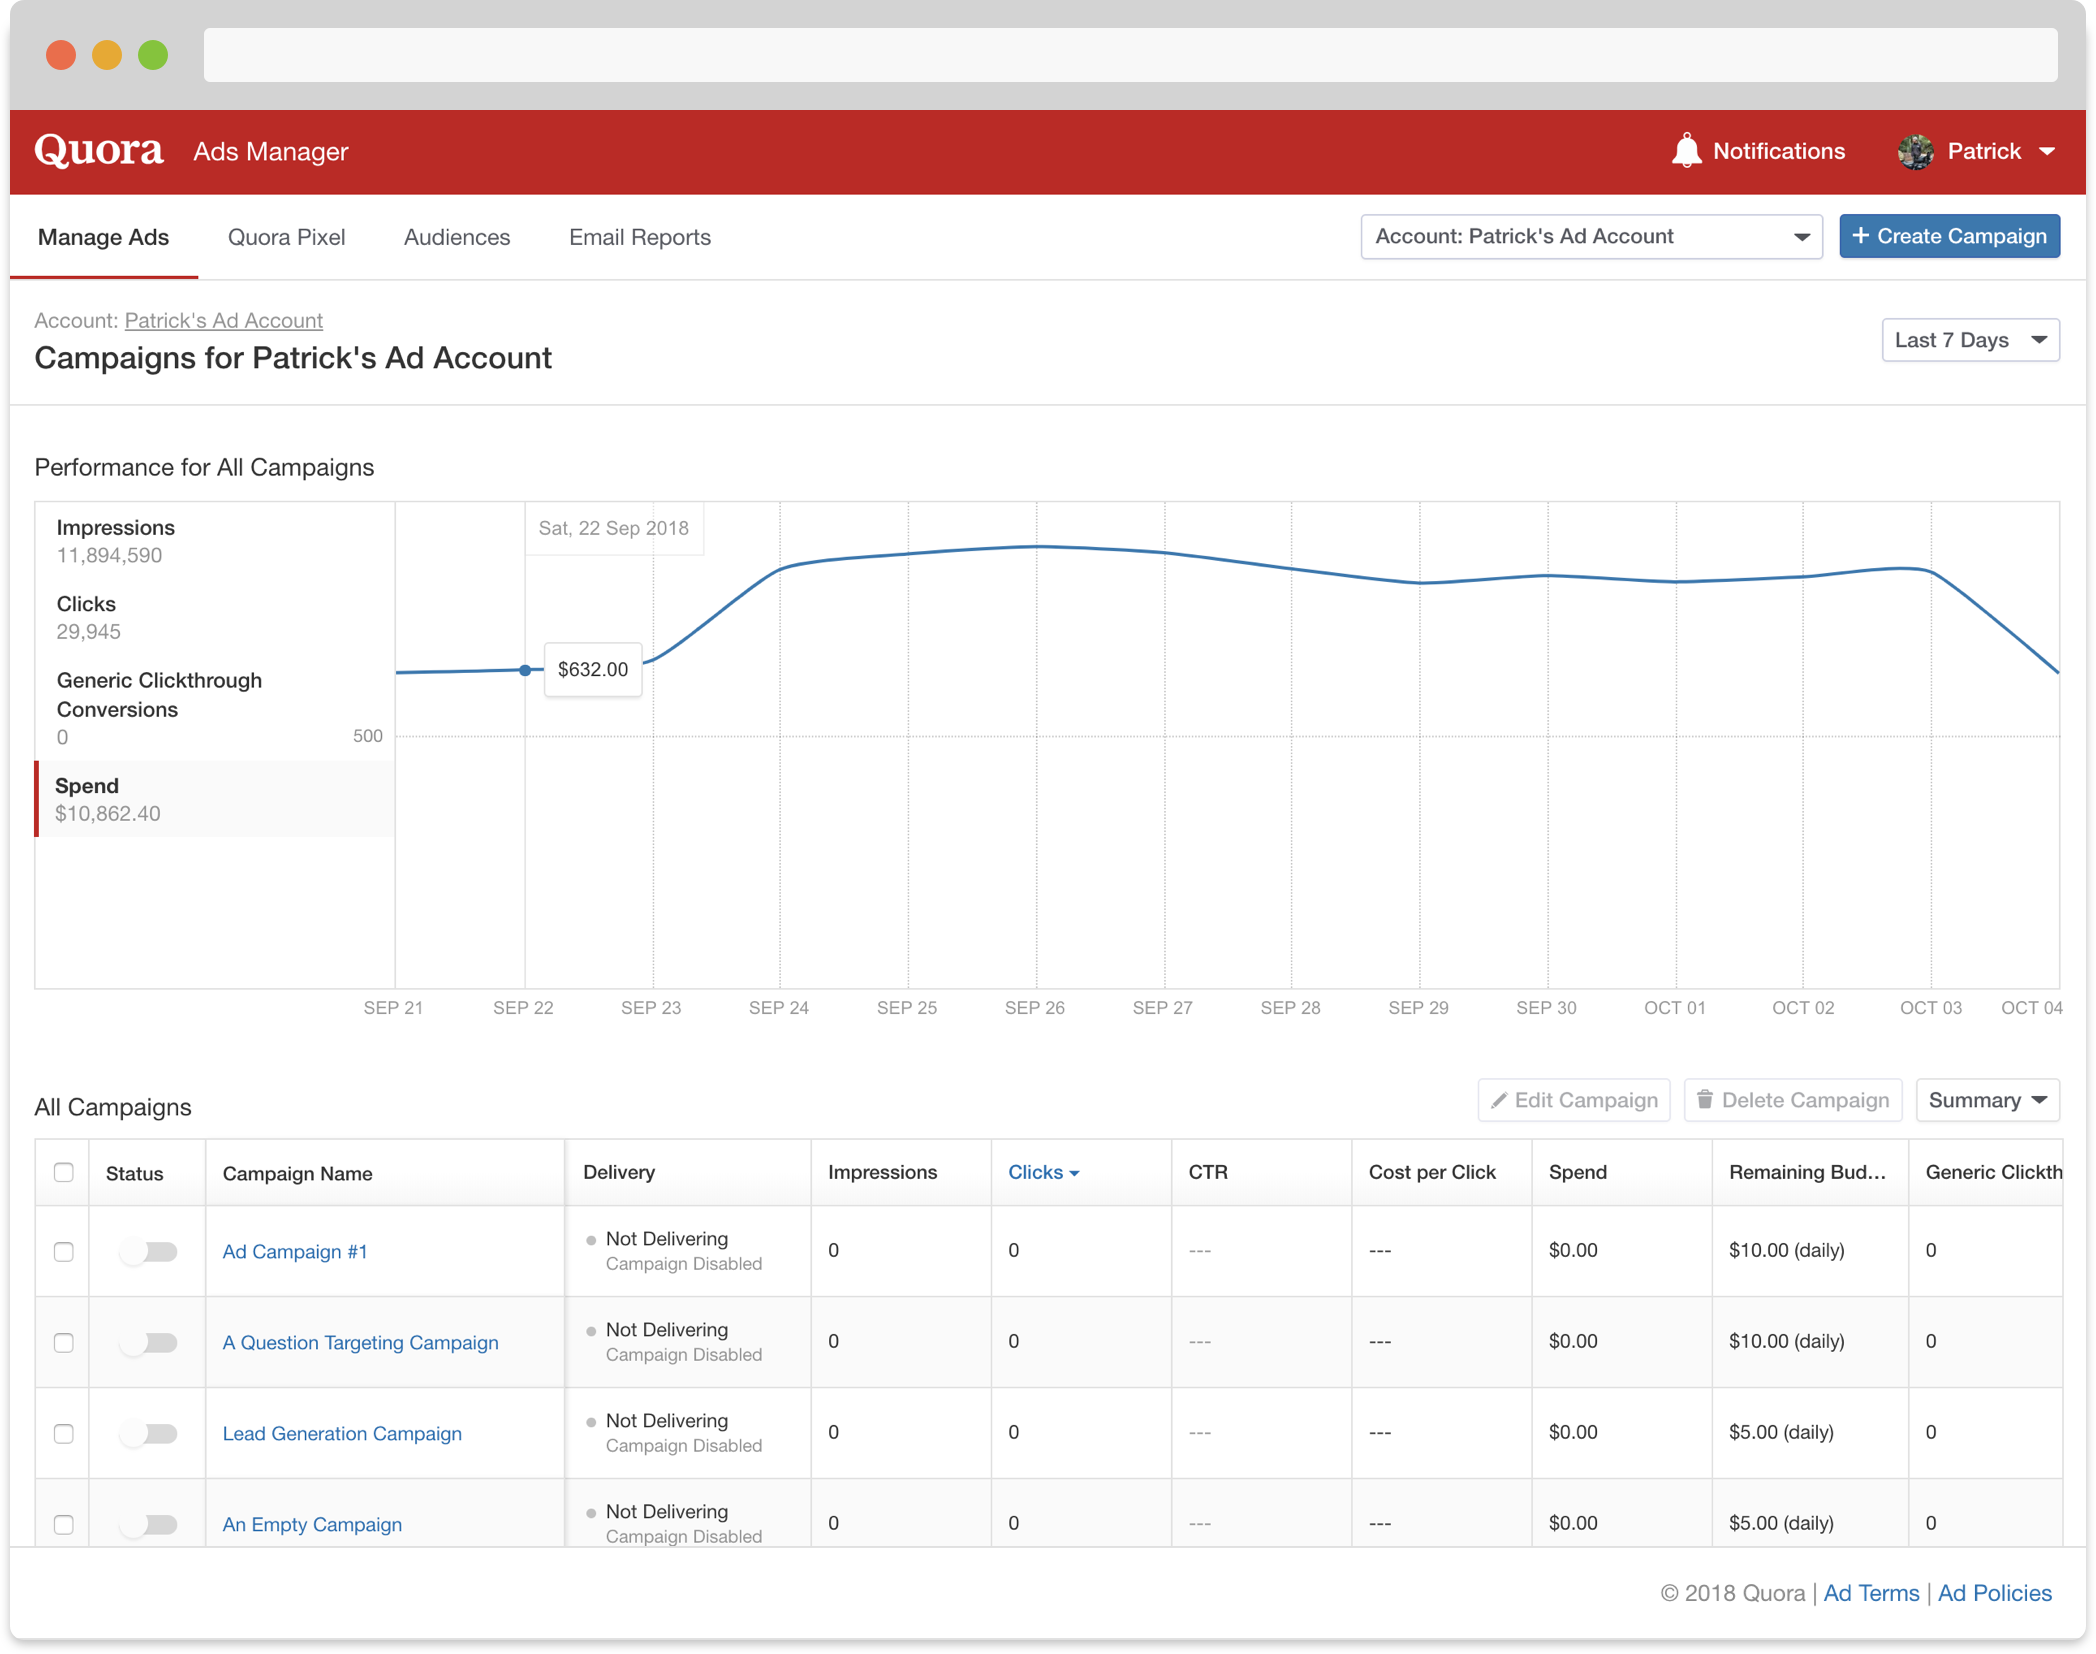 Quora Ads Manager Notifications Patrick
Manage Ads Quora Pixel Audiences Email Reports Account: Patrick's Ad Account + Create Campaign
Account: Patrick's Ad Account
Campaigns for Patrick's Ad Account
Last 7 Days
Performance for All Campaigns
Impressions
11,894,590
Clicks
29,945
Generic Clickthrough
Conversions
0
Spend
$10,862.40
Sat, 22 Sep 2018
$632.00
500
SEP 21 SEP 22 SEP 23 SEP 24 SEP 25 SEP 26 SEP 27 SEP 28 SEP 29 SEP 30 OCT 01 OCT 02 OCT 03 OCT 04
All Campaigns Edit Campaign Delete Campaign Summary
Status Campaign Name Delivery Impressions Clicks CTR Cost per Click Spend Remaining Bud... Generic Clickth
Ad Campaign #1 Not Delivering 0 0 --- --- $0.00 $10.00 (daily) 0
Campaign Disabled
A Question Targeting Campaign Not Delivering 0 0 --- --- $0.00 $10.00 (daily) 0
Campaign Disabled
Lead Generation Campaign Not Delivering 0 0 --- --- $0.00 $5.00 (daily) 0
Campaign Disabled
An Empty Campaign Not Delivering 0 0 --- --- $0.00 $5.00 (daily) 0
Campaign Disabled
© 2018 Quora | Ad Terms | Ad Policies